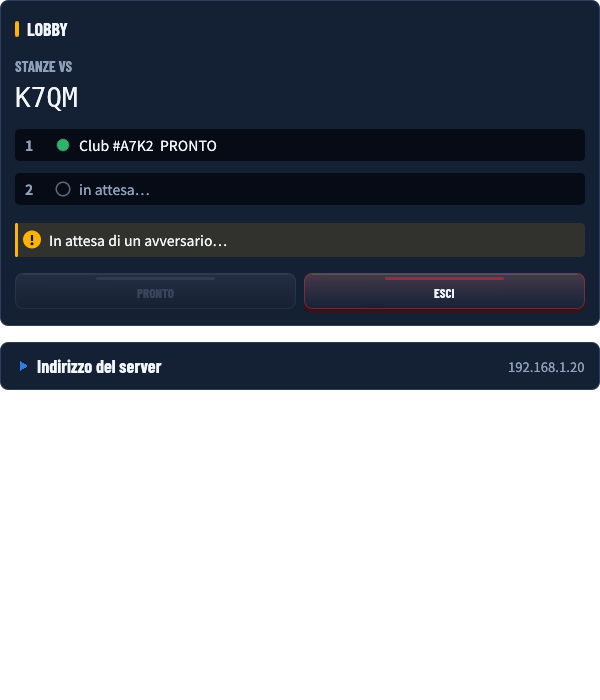 LOBBY
STANZE VS
K7QM
1 Club #A7K2 PRONTO
2 in attesa…
In attesa di un avversario…
PRONTO ESCI
Indirizzo del server 192.168.1.20